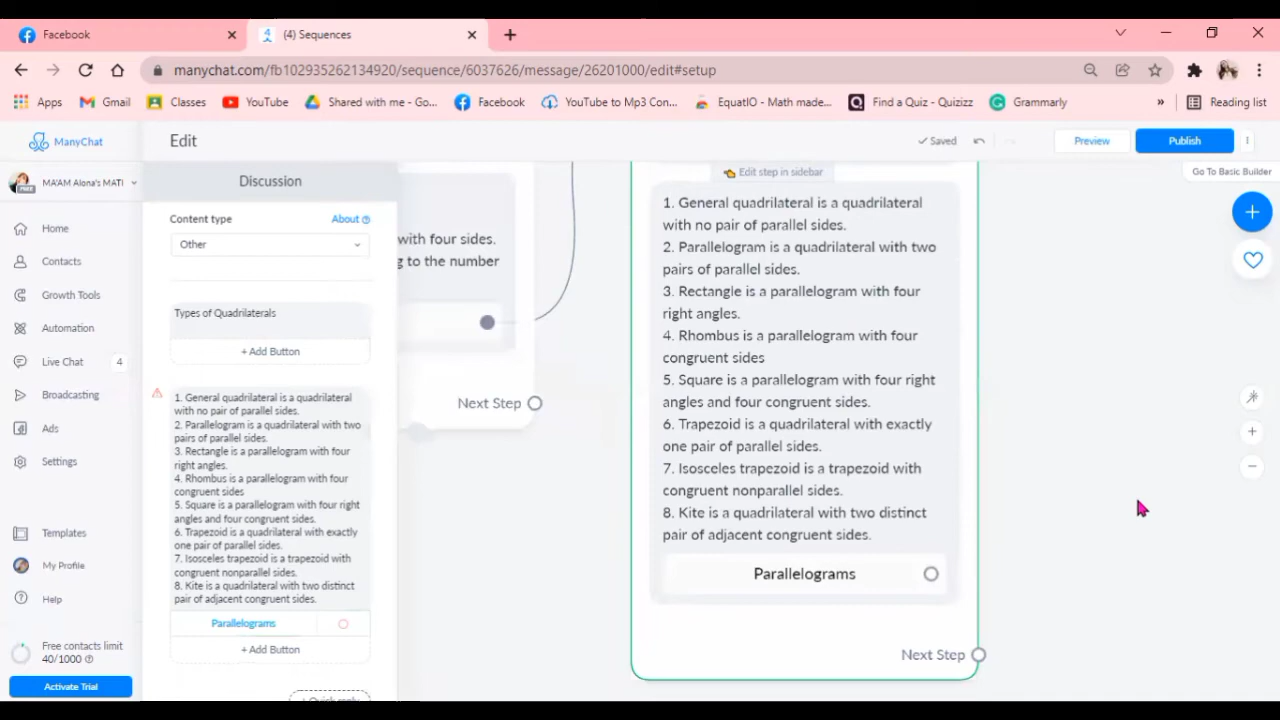 Facebook
(4) Sequences
manychat.com/fb102935262134920/sequence/6037626/message/26201000/edit#setup
Apps
Gmail
Classes
YouTube
Shared with me - Go...
Facebook
YouTube to Mp3 Con...
EquatIO - Math made...
Find a Quiz - Quizizz
Grammarly
»
Reading list
ManyChat
Edit
Saved
Preview
Publish
MA'AM Alona's MATI
Go To Basic Builder
Home
Contacts
Growth Tools
Automation
Live Chat
4
Broadcasting
Ads
Settings
Templates
My Profile
Help
Free contacts limit
40/1000
Activate Trial
Discussion
Content type
About
Other
Types of Quadrilaterals
+ Add Button
1. General quadrilateral is a quadrilateral
with no pair of parallel sides.
2. Parallelogram is a quadrilateral with two
pairs of parallel sides.
3. Rectangle is a parallelogram with four
right angles.
4. Rhombus is a parallelogram with four
congruent sides
5. Square is a parallelogram with four right
angles and four congruent sides.
6. Trapezoid is a quadrilateral with exactly
one pair of parallel sides.
7. Isosceles trapezoid is a trapezoid with
congruent nonparallel sides.
8. Kite is a quadrilateral with two distinct
pair of adjacent congruent sides.
Parallelograms
+ Add Button
+ Quick reply
with four sides.
g to the number
Next Step
Edit step in sidebar
1. General quadrilateral is a quadrilateral
with no pair of parallel sides.
2. Parallelogram is a quadrilateral with two
pairs of parallel sides.
3. Rectangle is a parallelogram with four
right angles.
4. Rhombus is a parallelogram with four
congruent sides
5. Square is a parallelogram with four right
angles and four congruent sides.
6. Trapezoid is a quadrilateral with exactly
one pair of parallel sides.
7. Isosceles trapezoid is a trapezoid with
congruent nonparallel sides.
8. Kite is a quadrilateral with two distinct
pair of adjacent congruent sides.
Parallelograms
Next Step